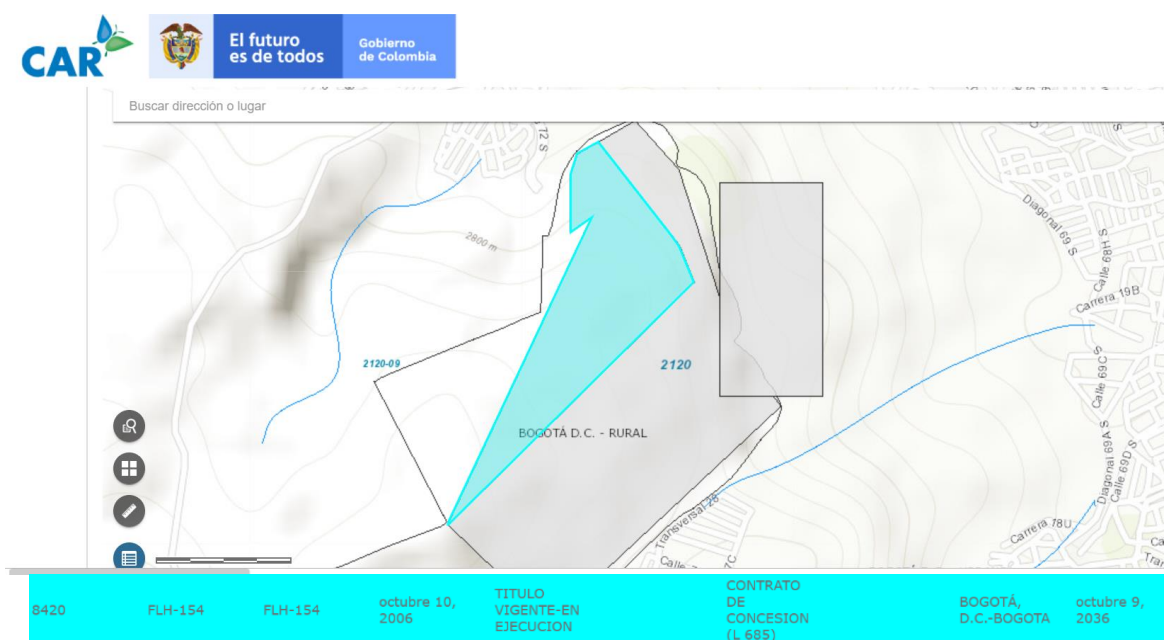 CAR
El futuro
es de todos
Gobierno
de Colombia
Buscar dirección o lugar
12 S
2800 m
Diagonal 69 S
Calle 68H S
Carrera 19B
2120-09
2120
Calle 69C S
BOGOTÁ D.C. - RURAL
Diagonal 69A S
Calle 69D S
Transversal 28
Carrera 18U
8420
FLH-154
FLH-154
octubre 10,
2006
TITULO
VIGENTE-EN
EJECUCION
CONTRATO
DE
CONCESION
(L 685)
BOGOTÁ,
D.C.-BOGOTA
octubre 9,
2036